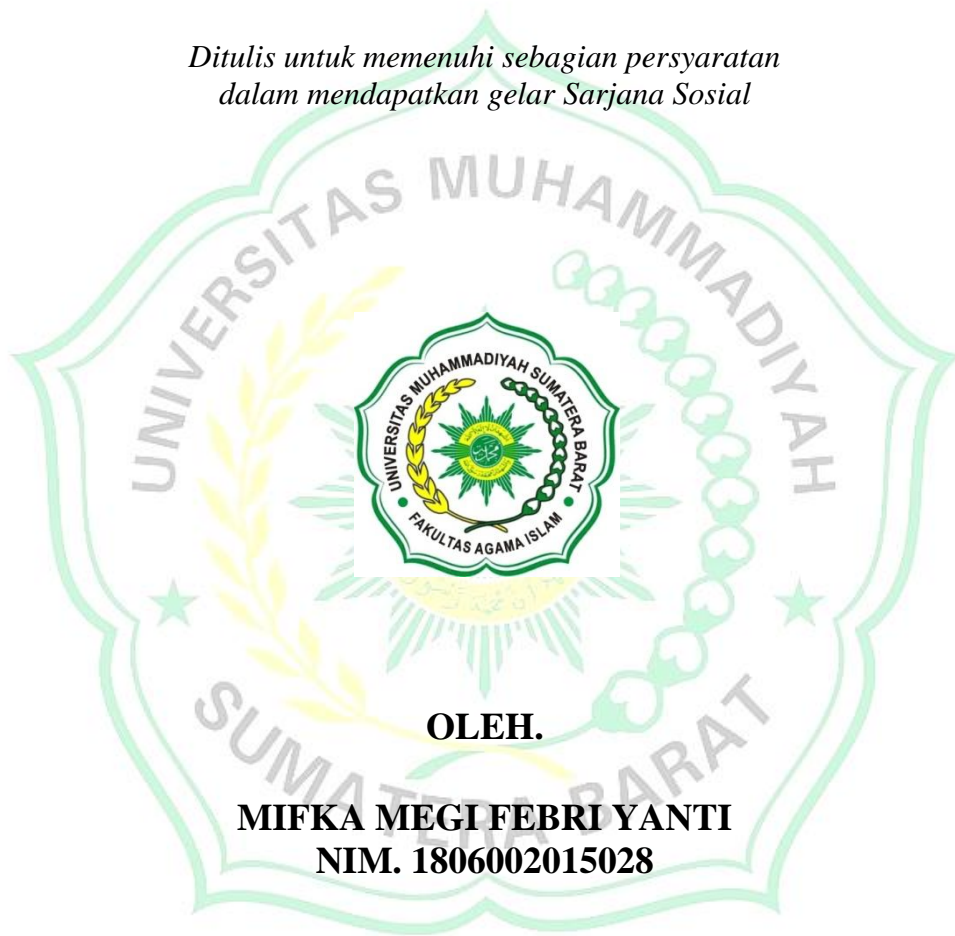 Ditulis untuk memenuhi sebagian persyaratan
dalam mendapatkan gelar Sarjana Sosial
UNIVERSITAS MUHAMMADIYAH
SUMATERA BARAT
UNIVERSITAS MUHAMMADIYAH SUMATERA BARAT
FAKULTAS AGAMA ISLAM
OLEH.
MIFKA MEGI FEBRI YANTI
NIM. 1806002015028